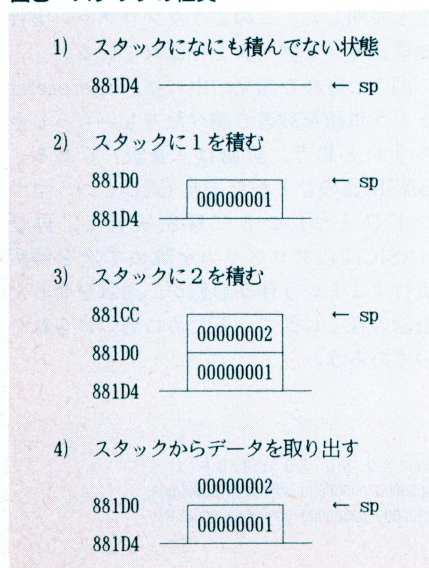 1) スタックになにも積んでない状態
881D4 ← sp
2) スタックに1を積む
881D0 ← sp
00000001
881D4
3) スタックに2を積む
881CC ← sp
00000002
881D0
00000001
881D4
4) スタックからデータを取り出す
00000002
881D0 ← sp
00000001
881D4